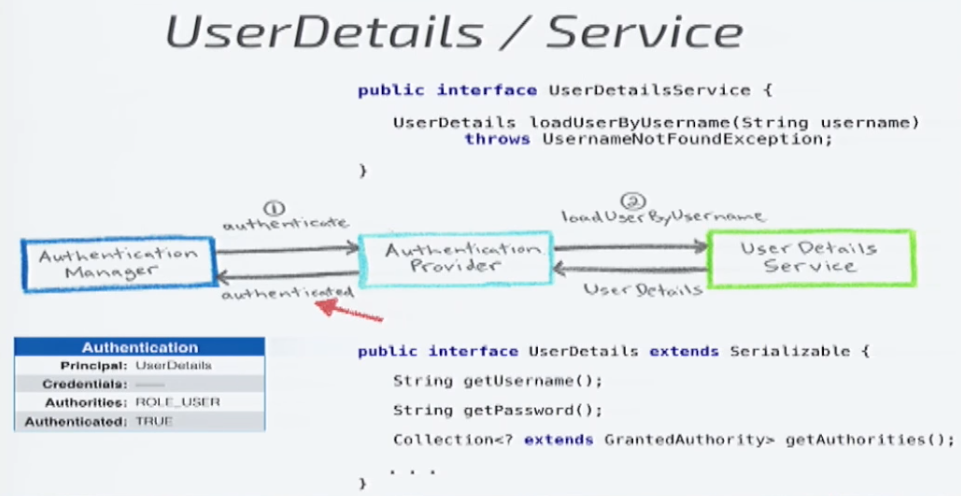 UserDetails / Service
public interface UserDetailsService {
UserDetails loadUserByUsername(String username)
throws UsernameNotFoundException;
}
①
authenticate
②
loadUserByUsername
Authentication
Manager
Authentication
Provider
User Details
Service
authenticated
UserDetails
Authentication
Principal: UserDetails
Credentials: ——
Authorities: ROLE_USER
Authenticated: TRUE
public interface UserDetails extends Serializable {
String getUsername();
String getPassword();
Collection<? extends GrantedAuthority> getAuthorities();
. . .
}